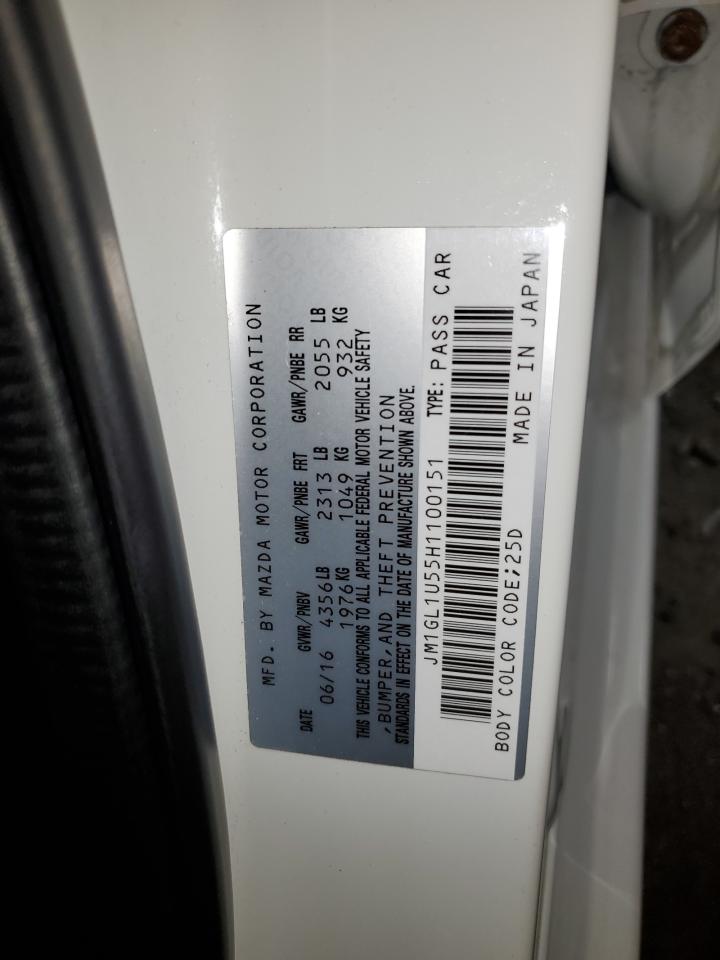 MFD. BY MAZDA MOTOR CORPORATION
DATE GVWR/PNBV GAWR/PNBE FRT GAWR/PNBE RR
06/16 4356LB 2313 LB 2055 LB
1976KG 1049 KG 932 KG
THIS VEHICLE CONFORMS TO ALL APPLICABLE FEDERAL MOTOR VEHICLE SAFETY
,BUMPER,AND THEFT PREVENTION
STANDARDS IN EFFECT ON THE DATE OF MANUFACTURE SHOWN ABOVE.
JM1GL1U55H1100151 TYPE: PASS CAR
BODY COLOR CODE;25D MADE IN JAPAN